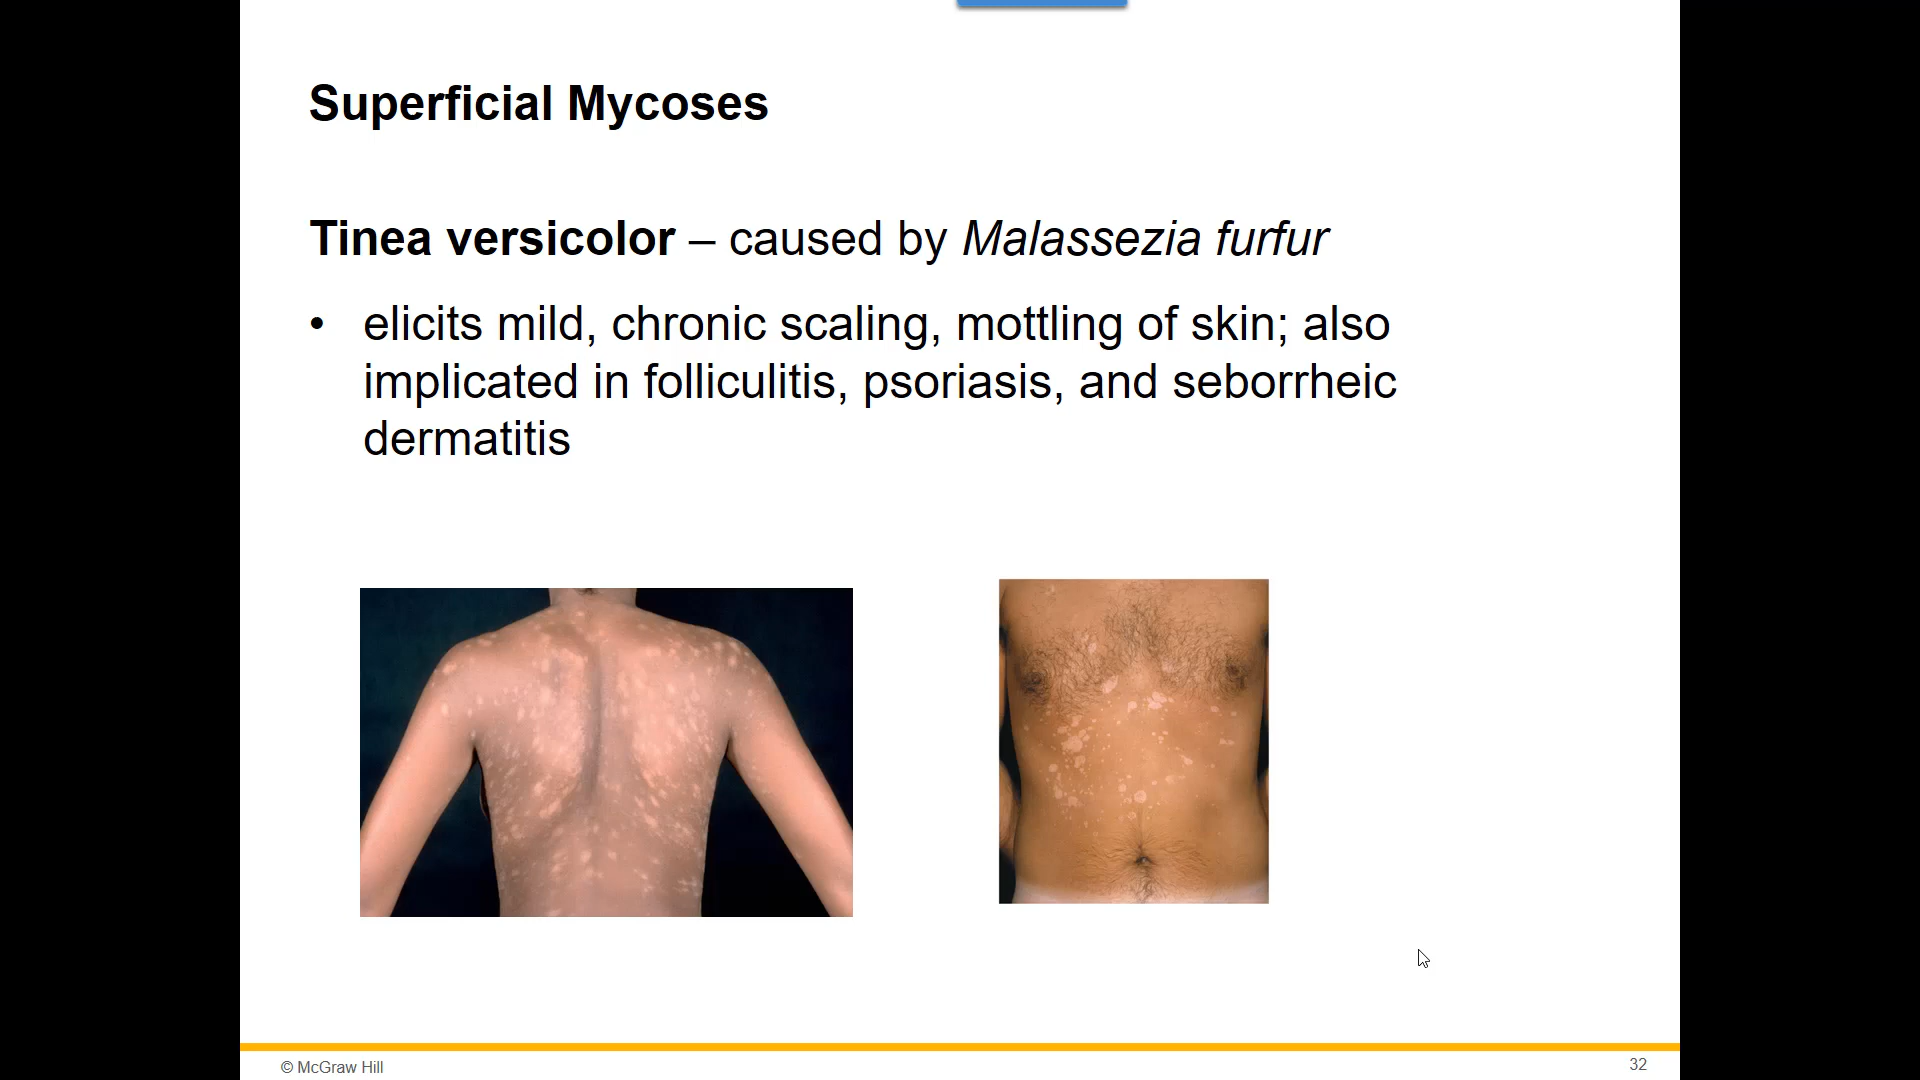 Superficial Mycoses
Tinea versicolor – caused by Malassezia furfur
• elicits mild, chronic scaling, mottling of skin; also
implicated in folliculitis, psoriasis, and seborrheic
dermatitis
© McGraw Hill
32